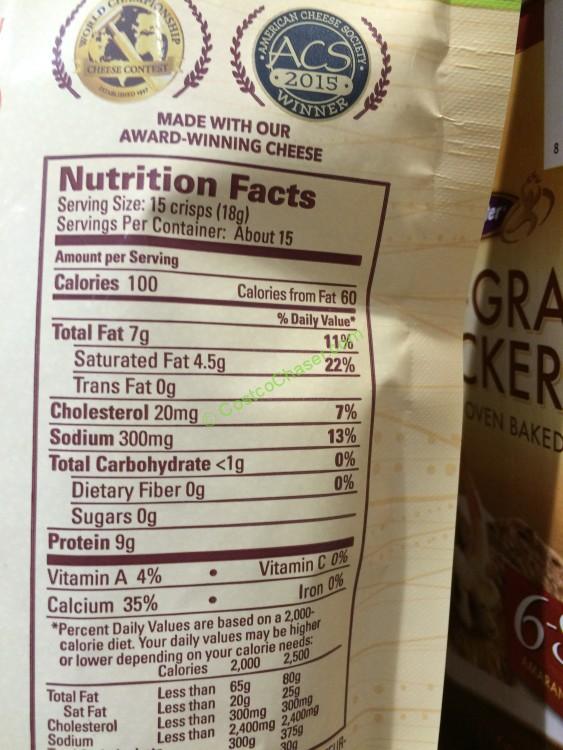 WORLD CHAMPIONSHIP
CHEESE CONTEST
AMERICAN CHEESE SOCIETY
ACS
2015
WINNER
MADE WITH OUR
AWARD-WINNING CHEESE
Nutrition Facts
Serving Size: 15 crisps (18g)
Servings Per Container: About 15
Amount per Serving
Calories 100 Calories from Fat 60
% Daily Value*
Total Fat 7g 11%
Saturated Fat 4.5g 22%
Trans Fat 0g
Cholesterol 20mg 7%
Sodium 300mg 13%
Total Carbohydrate <1g 0%
Dietary Fiber 0g 0%
Sugars 0g
Protein 9g
Vitamin A 4% • Vitamin C 0%
Calcium 35% • Iron 0%
*Percent Daily Values are based on a 2,000-
calorie diet. Your daily values may be higher
or lower depending on your calorie needs:
Calories 2,000 2,500
Total Fat Less than 65g 80g
Sat Fat Less than 20g 25g
Cholesterol Less than 300mg 300mg
Sodium Less than 2,400mg 2,400mg
300g 375g
30g
© CostcoChaser.com
8
GRA
CKER
OVEN BAKED
6-
AMARAN